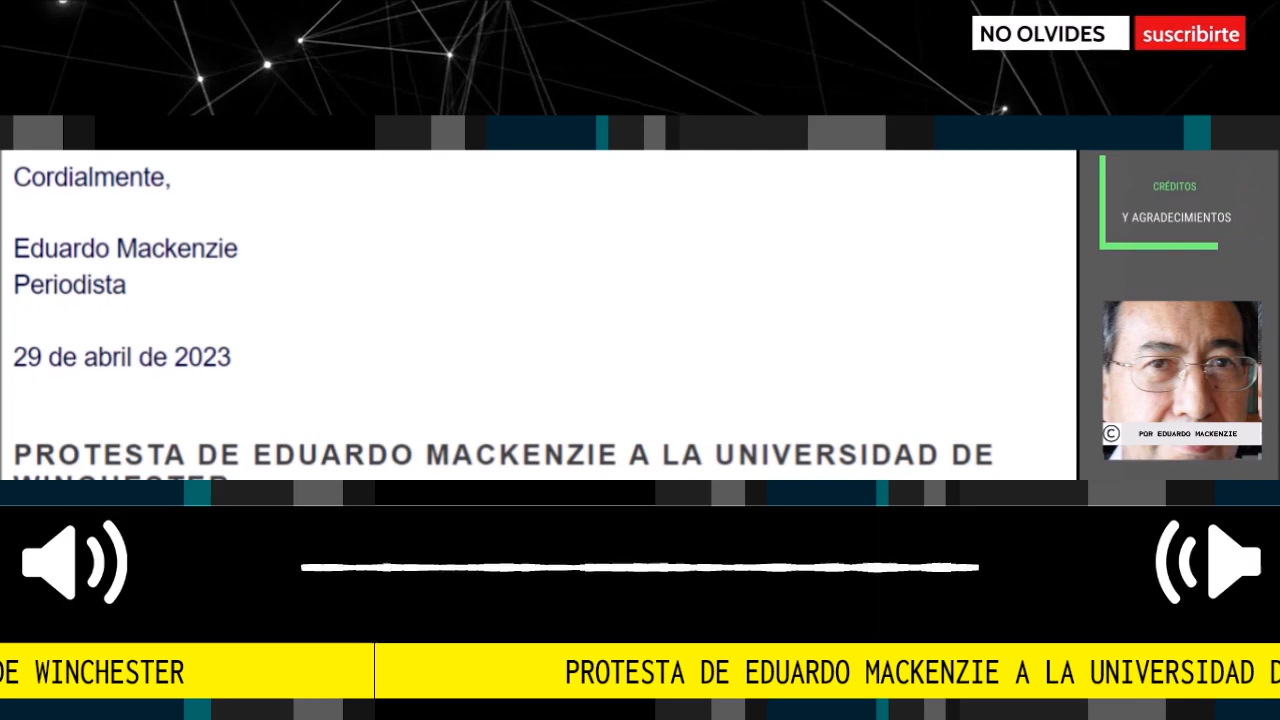 NO OLVIDES suscribirte
Cordialmente,
Eduardo Mackenzie
Periodista
29 de abril de 2023
PROTESTA DE EDUARDO MACKENZIE A LA UNIVERSIDAD DE
WINCHESTER
CRÉDITOS
Y AGRADECIMIENTOS
© POR EDUARDO MACKENZIE
DE WINCHESTER
PROTESTA DE EDUARDO MACKENZIE A LA UNIVERSIDAD D